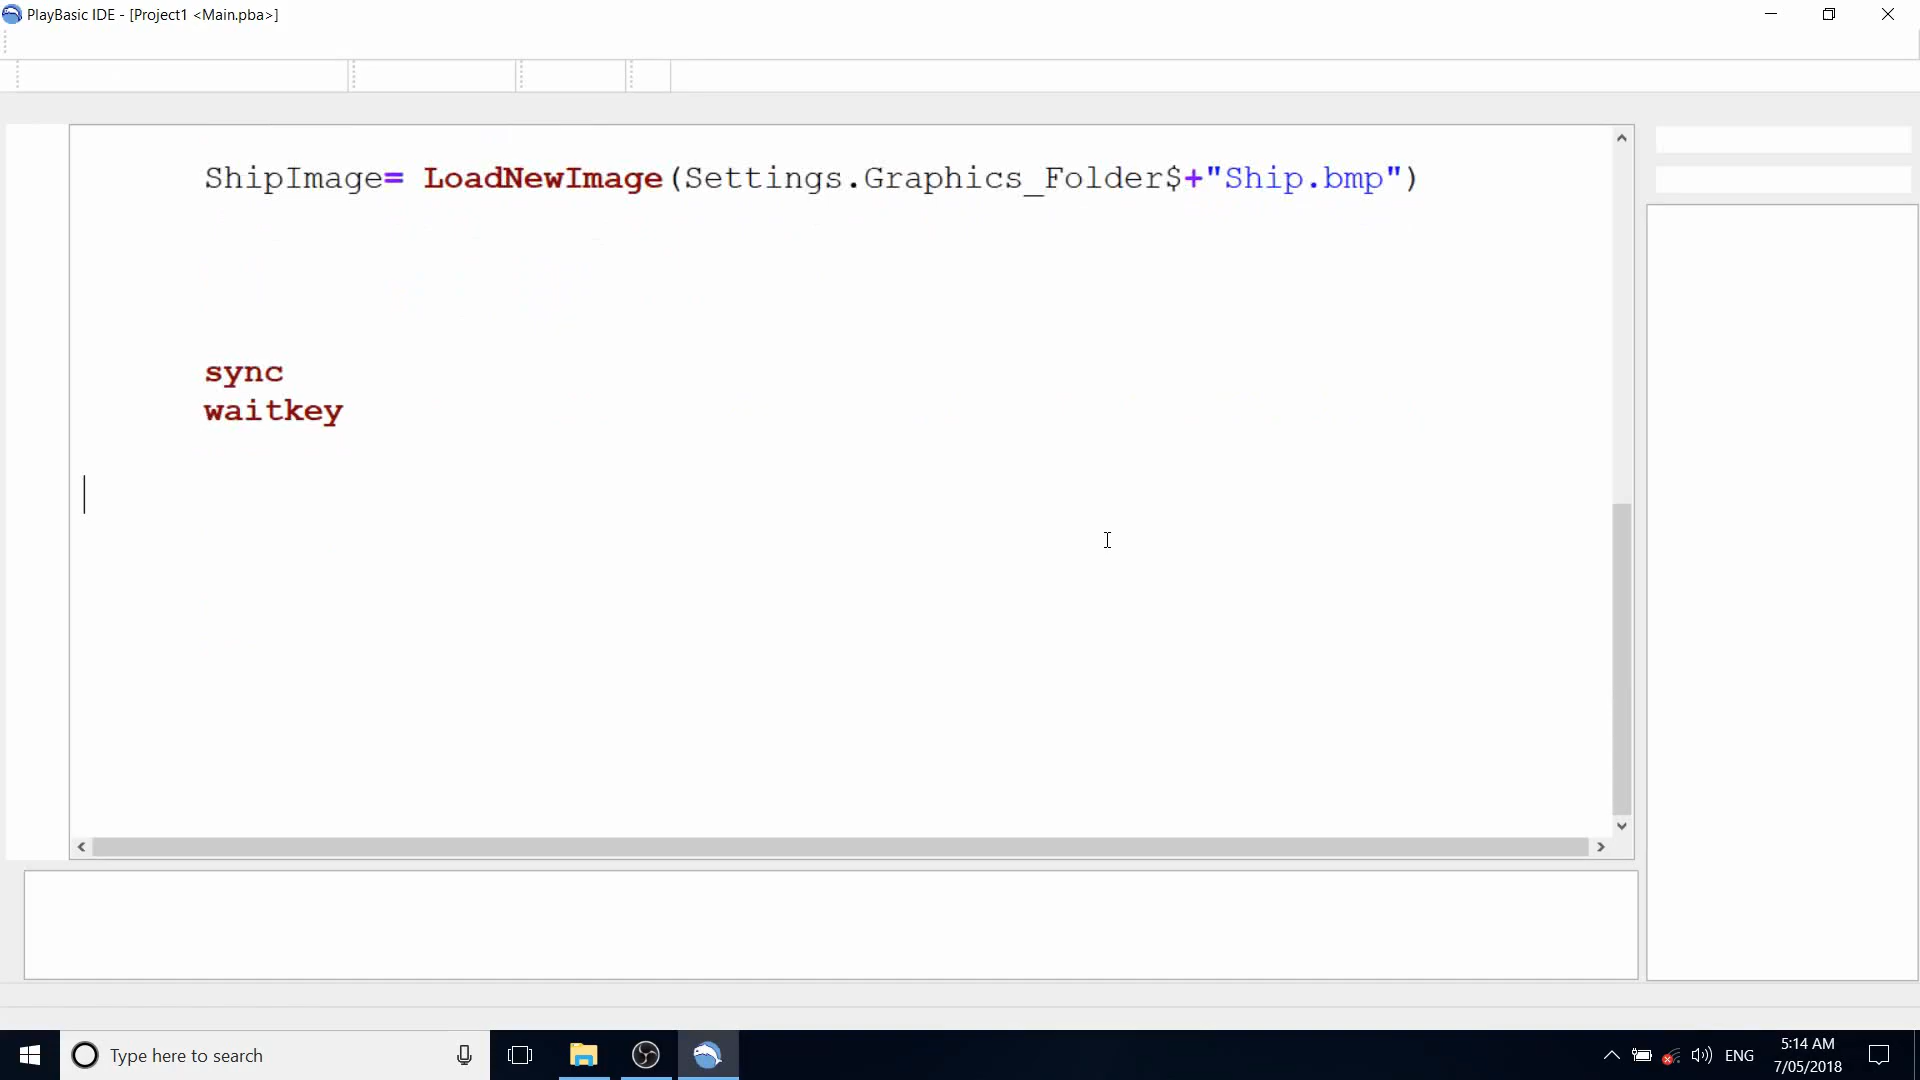 PlayBasic IDE - [Project1 <Main.pba>]
ShipImage= LoadNewImage(Settings.Graphics_Folder$+"Ship.bmp")
sync
waitkey
Type here to search
ENG
5:14 AM
7/05/2018